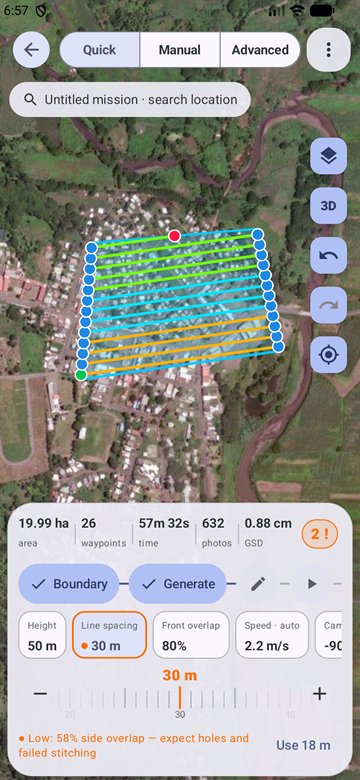 6:57
Quick
Manual
Advanced
Untitled mission · search location
3D
19.99 ha
area
26
waypoints
57m 32s
time
632
photos
0.88 cm
GSD
2 !
Boundary
Generate
Height
50 m
Line spacing
30 m
Front overlap
80%
Speed · auto
2.2 m/s
Cam
-90
30 m
20
30
40
Low: 58% side overlap — expect holes and
failed stitching
Use 18 m